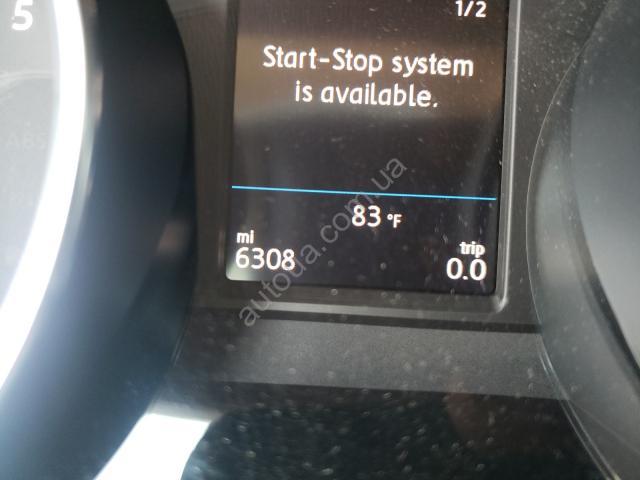 5
1/2
Start-Stop system
is available.
83 °F
mi
6308
trip
0.0
autoua.com.ua